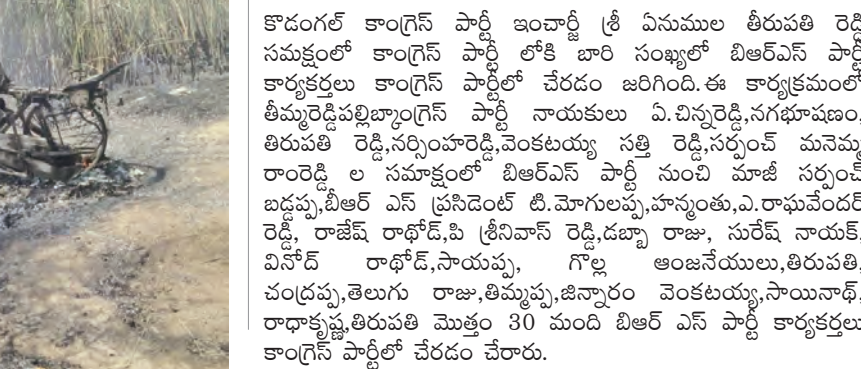 కొడంగల్ కాంగ్రెస్ పార్టీ ఇంచార్జీ శ్రీ ఏనుముల తీరుపతి రెడ్డి
సమక్షంలో కాంగ్రెస్ పార్టీ లోకి బారి సంఖ్యలో బిఆర్ఎస్ పార్టీ
కార్యకర్తలు కాంగ్రెస్ పార్టీలో చేరడం జరిగింది.ఈ కార్యక్రమంలో
తీమ్మరెడ్డిపల్లిబ్కాంగ్రెస్ పార్టీ నాయకులు ఏ.చిన్నరెడ్డి,నగభూషణం,
తిరుపతి రెడ్డి,నర్సింహరెడ్డి,వెంకటయ్య సత్తి రెడ్డి,సర్పంచ్ మనెమ్మ
రాంరెడ్డి ల సమాక్షంలో బిఆర్ఎస్ పార్టీ నుంచి మాజీ సర్పంచ్
బడ్డప్ప,బీఆర్ ఎస్ ప్రసిడెంట్ టి.మోగులప్ప,హన్మంతు,ఎ.రాఘవేందర్
రెడ్డి, రాజేష్ రాథోడ్,పి శ్రీనివాస్ రెడ్డి,డబ్బా రాజు, సురేష్ నాయక్,
వినోద్ రాథోడ్,సాయప్ప, గొల్ల ఆంజనేయులు,తిరుపతి,
చంద్రప్ప,తెలుగు రాజు,తిమ్మప్ప,జిన్నారం వెంకటయ్య,సాయినాథ్,
రాధాకృష్ణ,తిరుపతి మొత్తం 30 మంది బిఆర్ ఎస్ పార్టీ కార్యకర్తలు
కాంగ్రెస్ పార్టీలో చేరడం చేరారు.